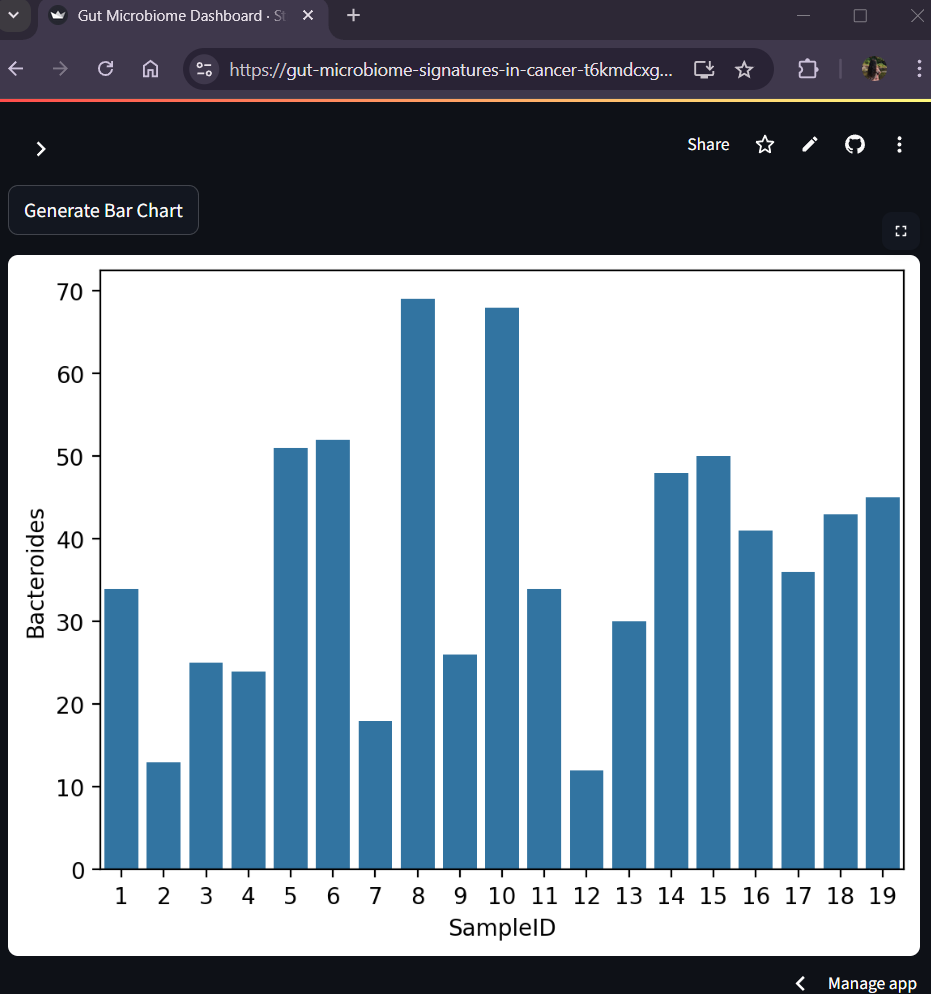 Gut Microbiome Dashboard · St
https://gut-microbiome-signatures-in-cancer-t6kmdcxg...
Share
Generate Bar Chart
70
60
50
40
30
20
10
0
Bacteroides
1 2 3 4 5 6 7 8 9 10 11 12 13 14 15 16 17 18 19
SampleID
Manage app